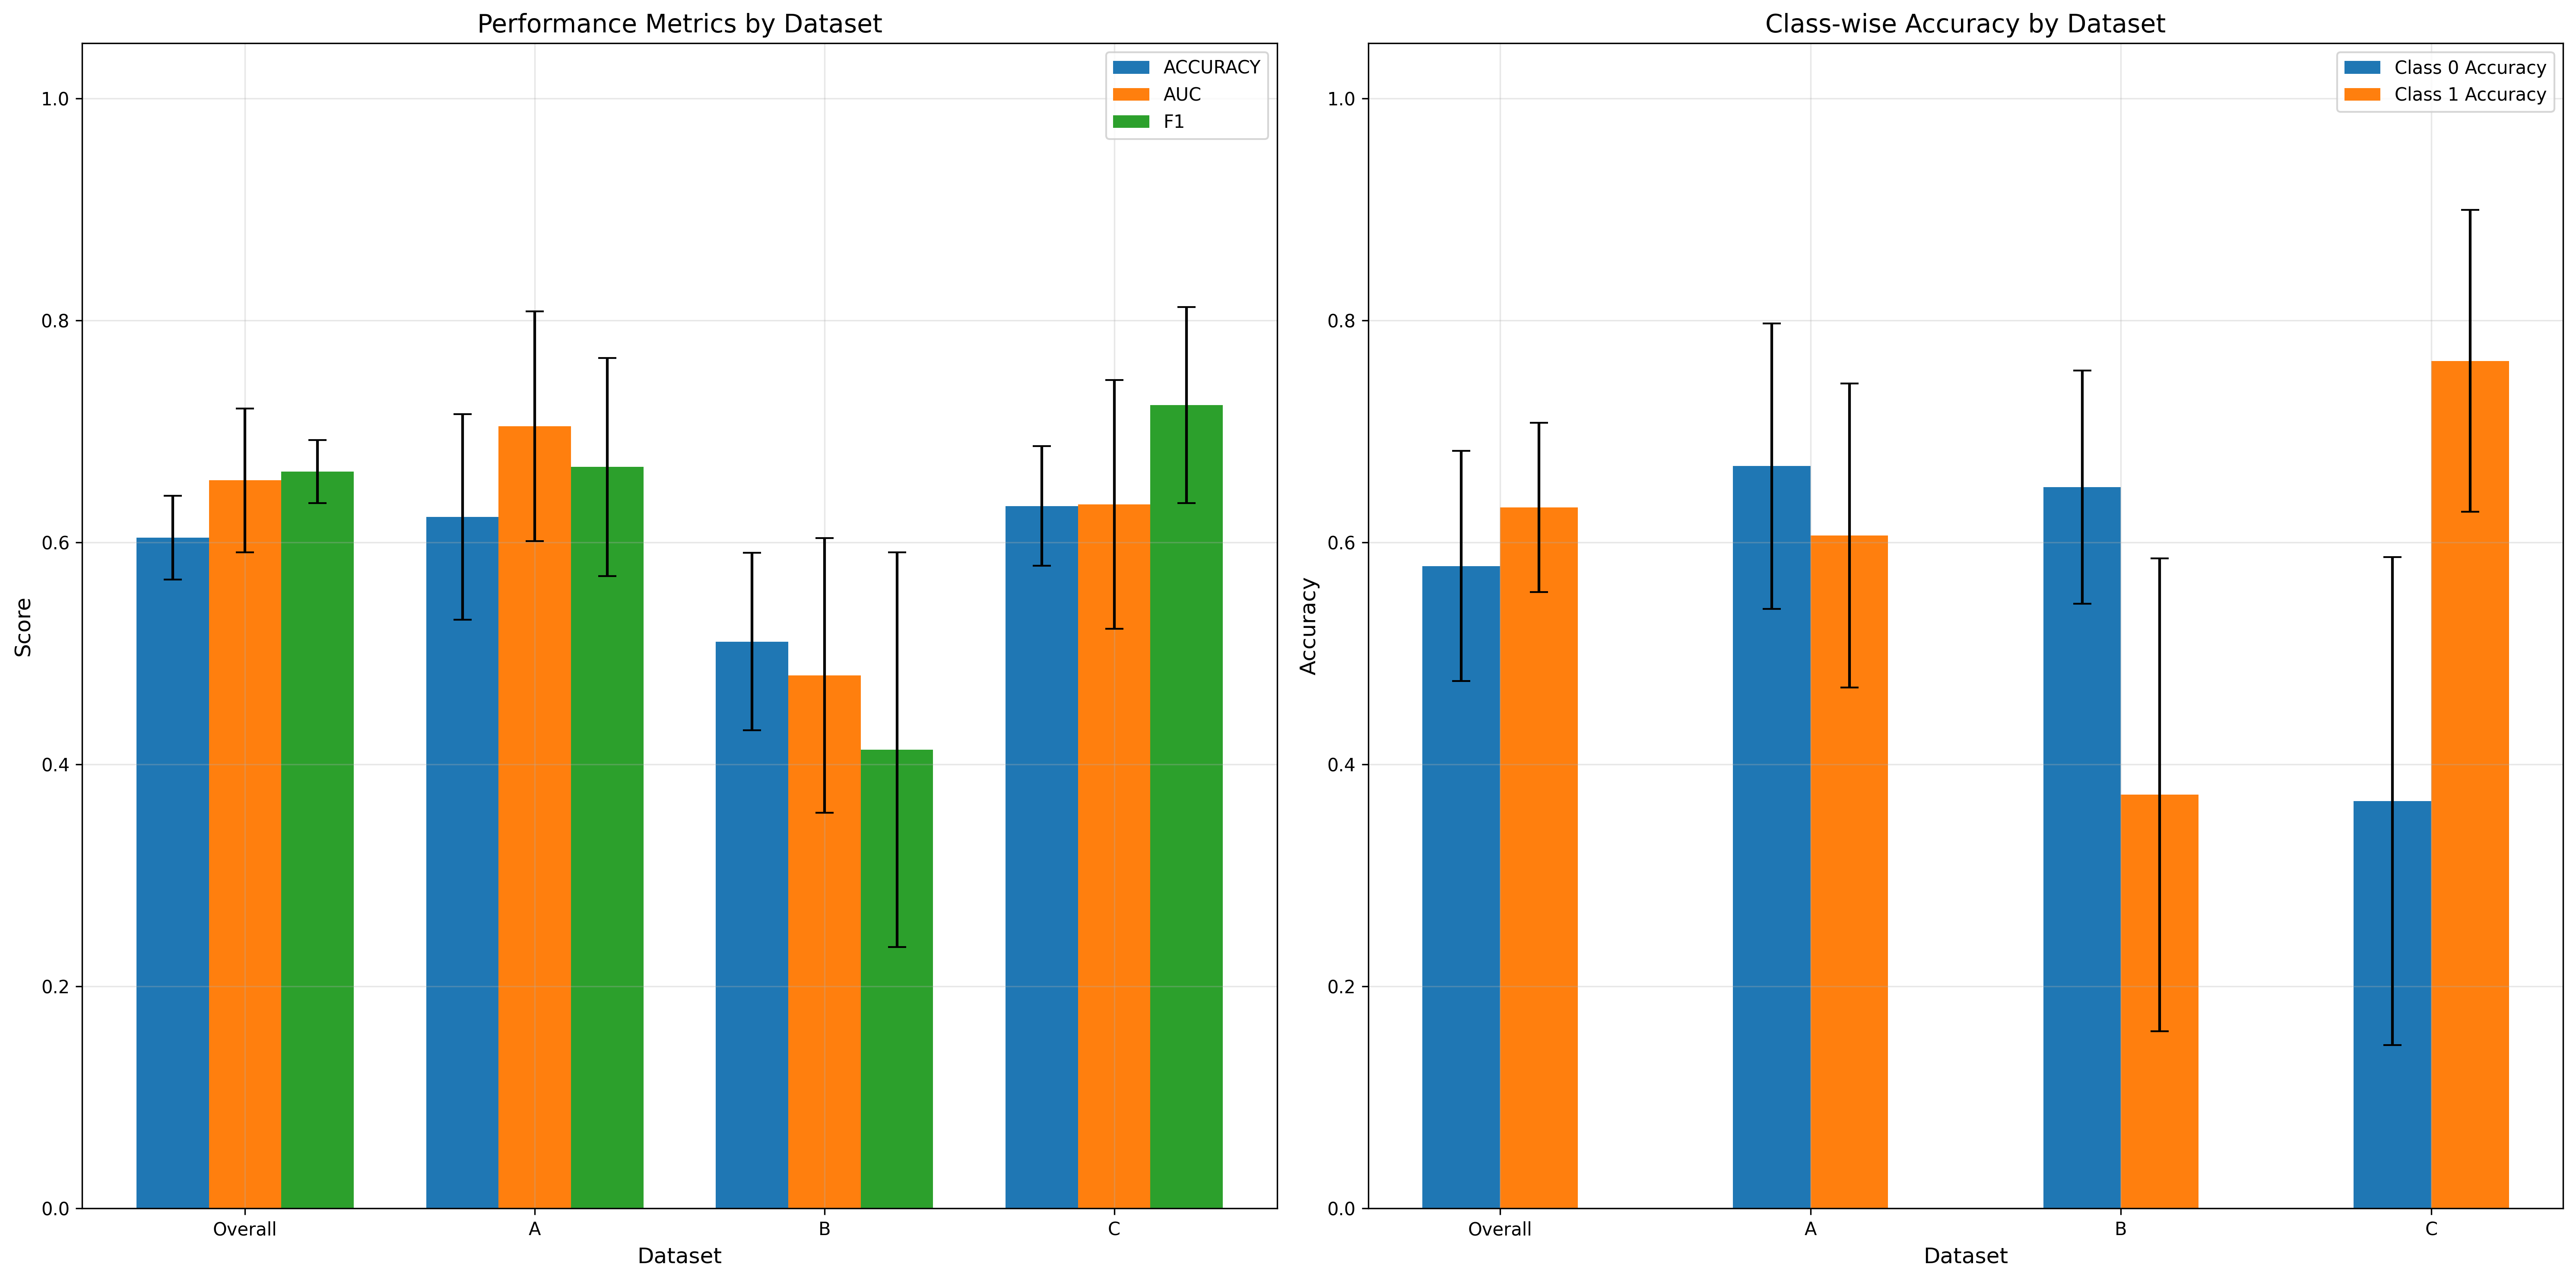 Performance Metrics by Dataset
ACCURACY
AUC
F1
1.0
0.8
0.6
0.4
0.2
0.0
Score
Overall A B C
Dataset
Class-wise Accuracy by Dataset
Class 0 Accuracy
Class 1 Accuracy
1.0
0.8
0.6
0.4
0.2
0.0
Accuracy
Overall A B C
Dataset